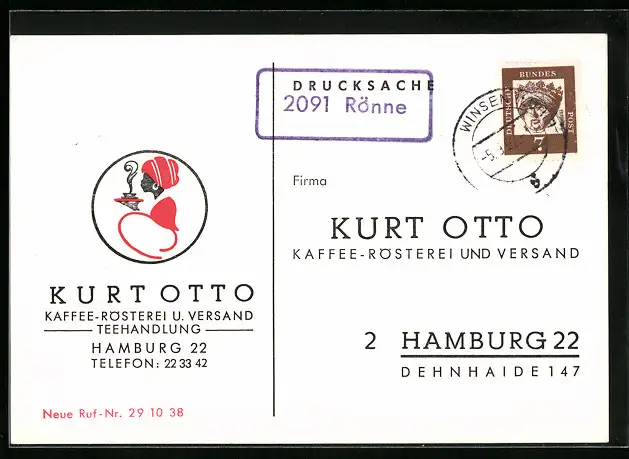 DRUCKSACHE
2091 Rönne
DEUTSCHE
BUNDES
POST
7
WINSEN
Firma
KURT OTTO
KAFFEE-RÖSTEREI UND VERSAND
2 HAMBURG 22
DEHNHAIDE 147
KURT OTTO
KAFFEE-RÖSTEREI U. VERSAND
TEEHANDLUNG
HAMBURG 22
TELEFON: 22 33 42
Neue Ruf-Nr. 29 10 38